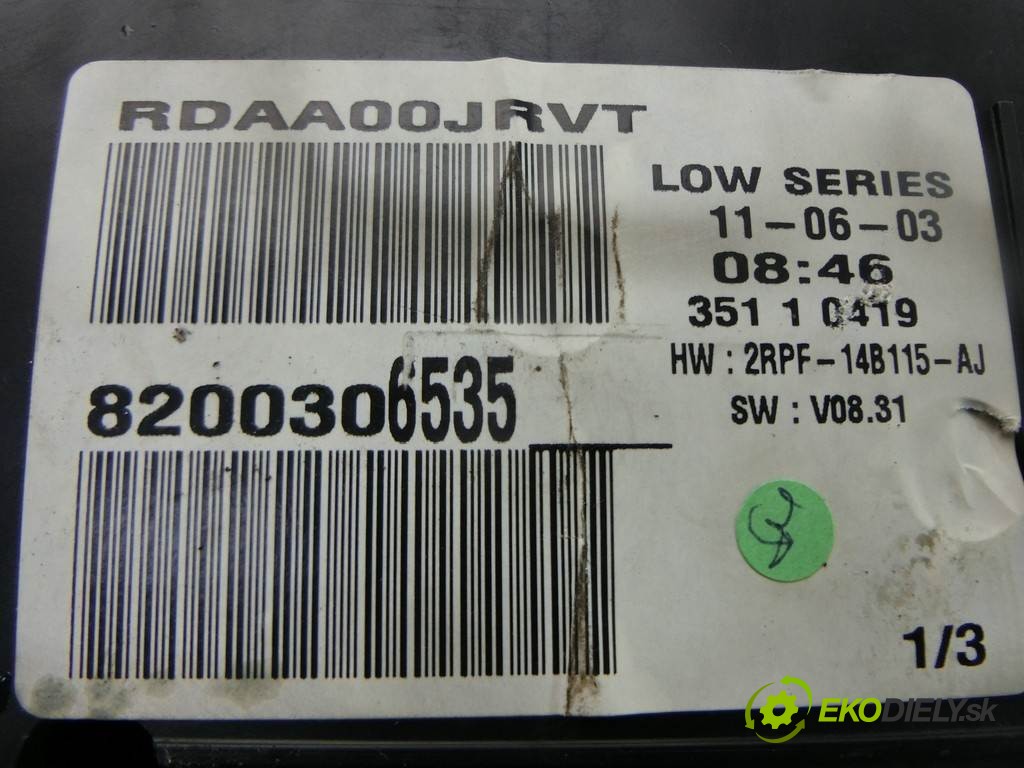 RDAA00JRVT
LOW SERIES
11-06-03
08:46
351 1 0419
HW : 2RPF-14B115-AJ
SW : V08.31
8200306535
1/3
EKODIELY.sk